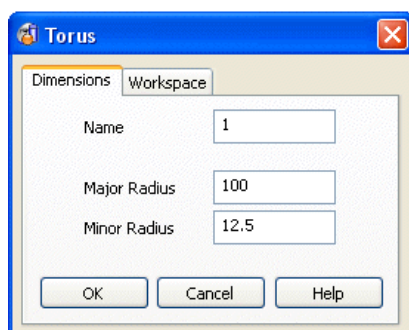 Torus
Dimensions Workspace
Name 1
Major Radius 100
Minor Radius 12.5
OK Cancel Help